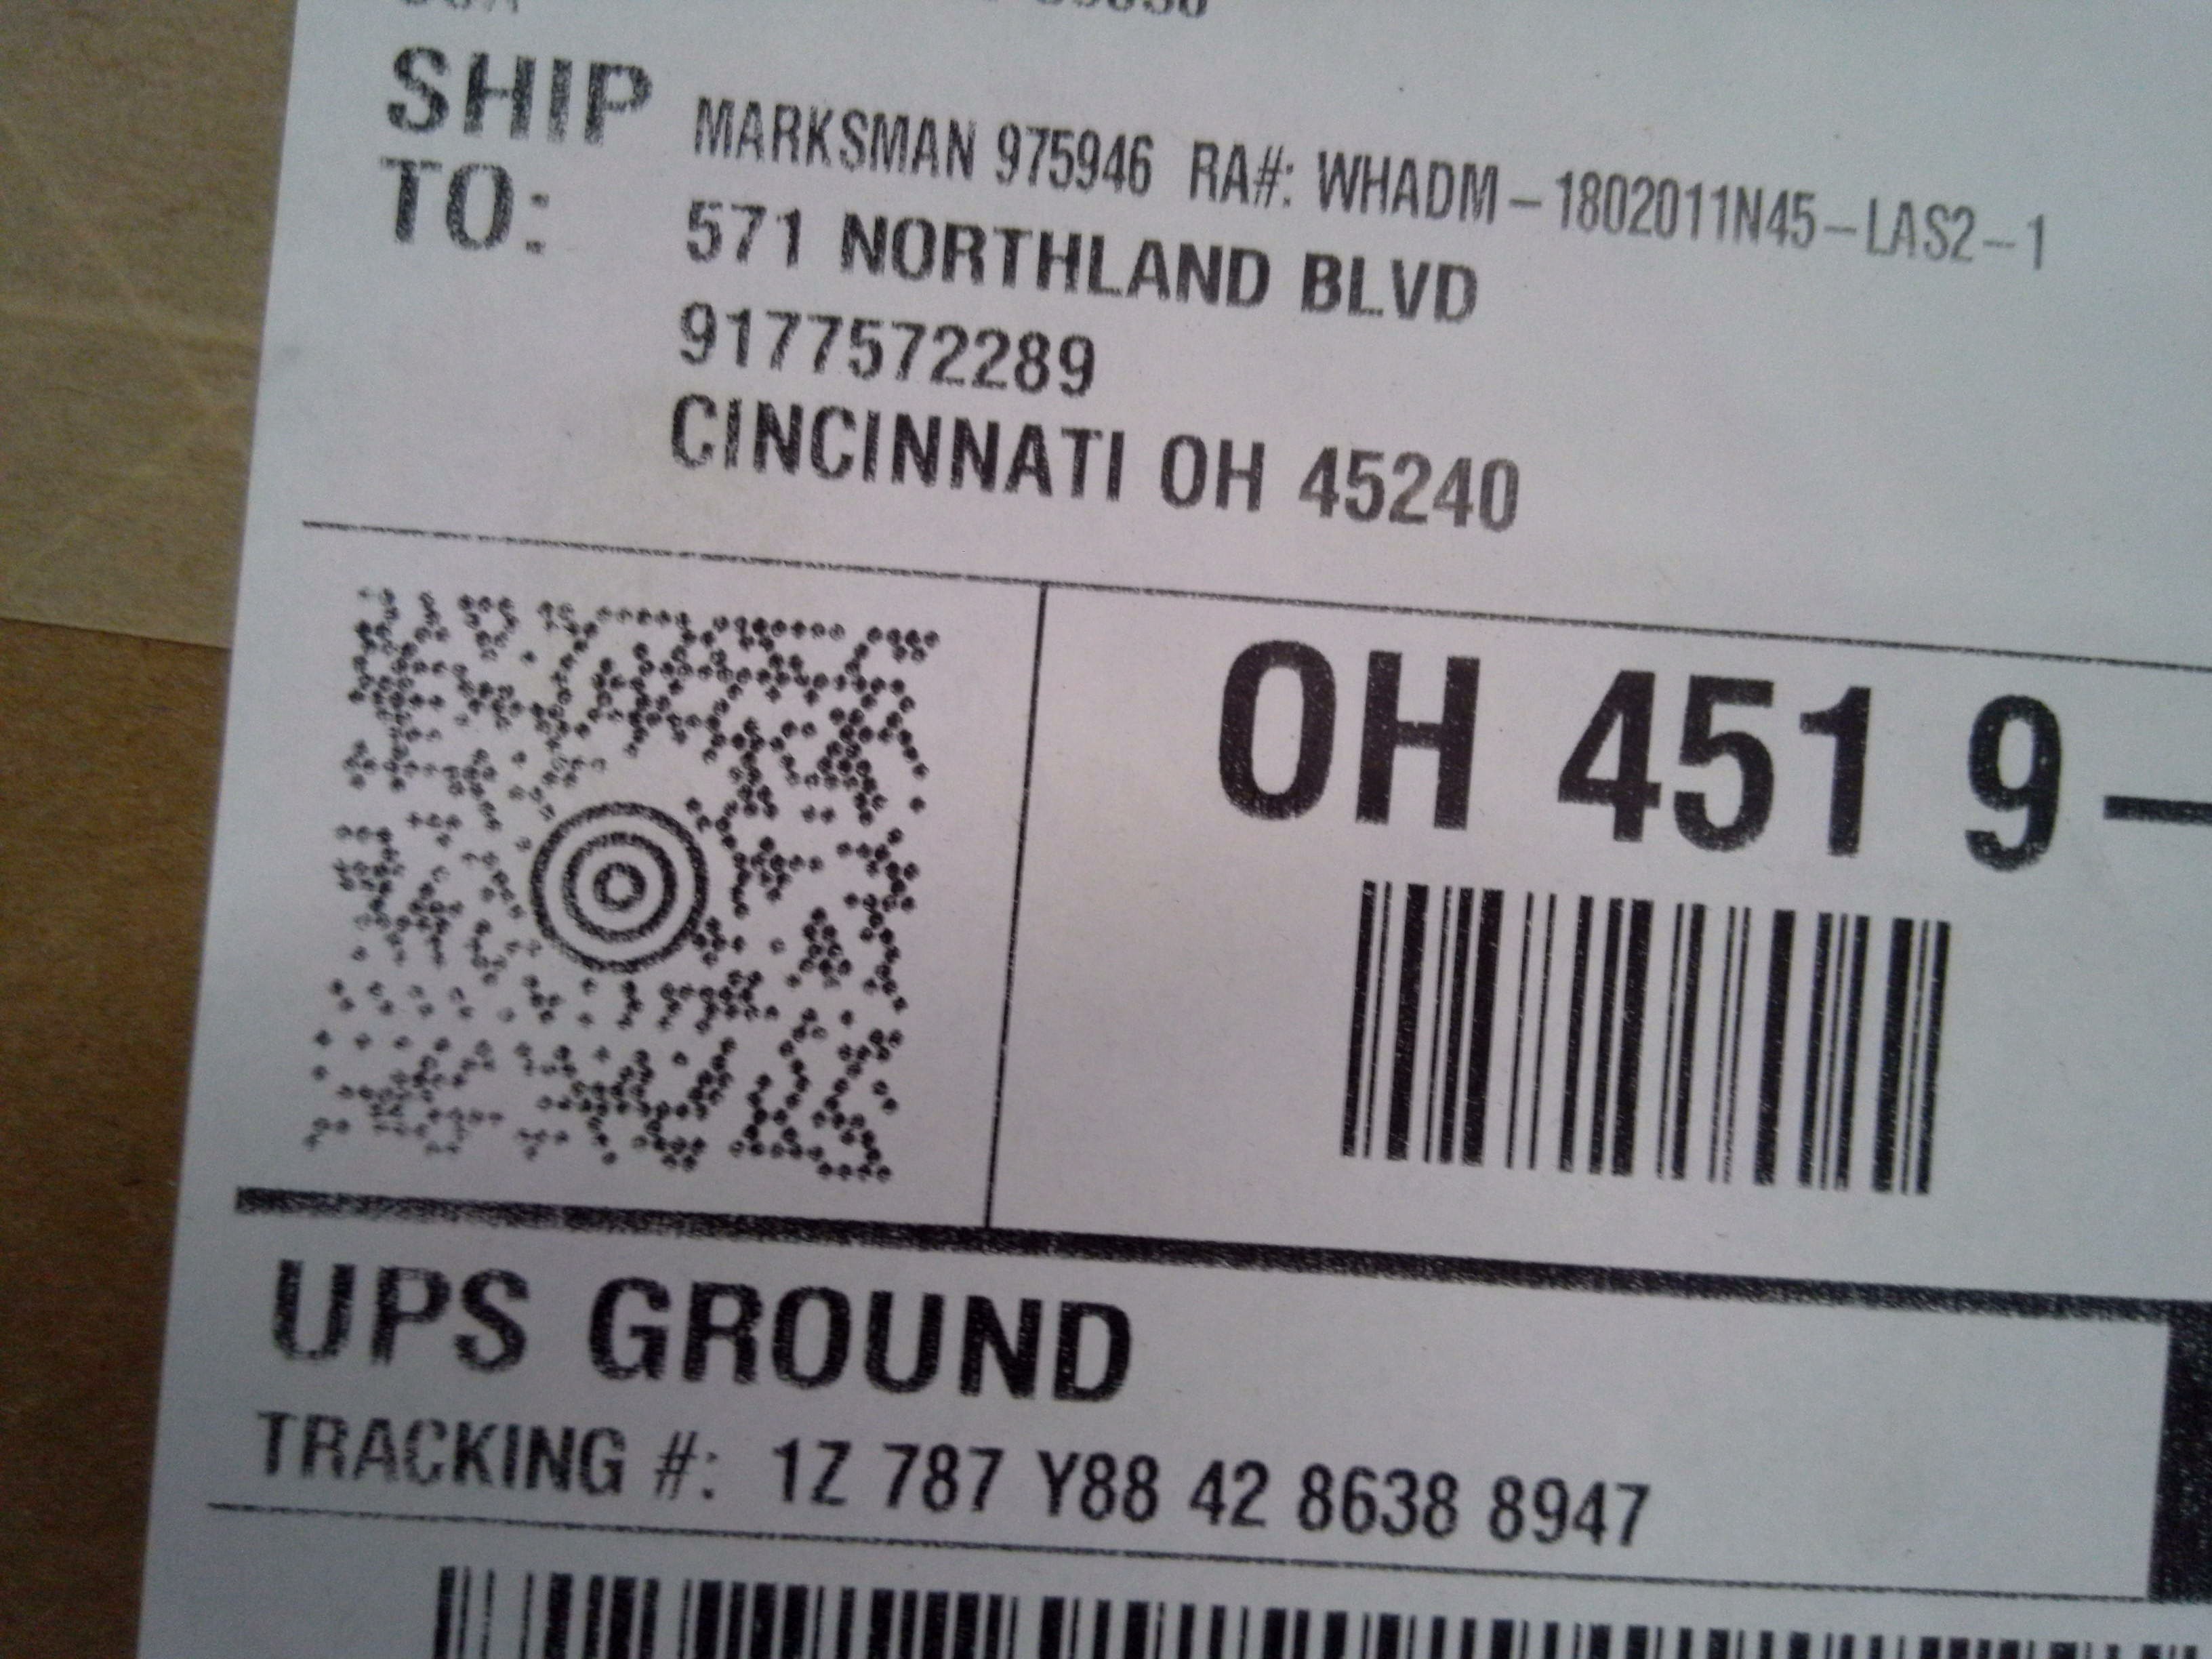 SHIP
TO:
MARKSMAN 975946 RA#: WHADM-1802011N45-LAS2-1
571 NORTHLAND BLVD
9177572289
CINCINNATI OH 45240
OH 451 9-
UPS GROUND
TRACKING #: 1Z 787 Y88 42 8638 8947